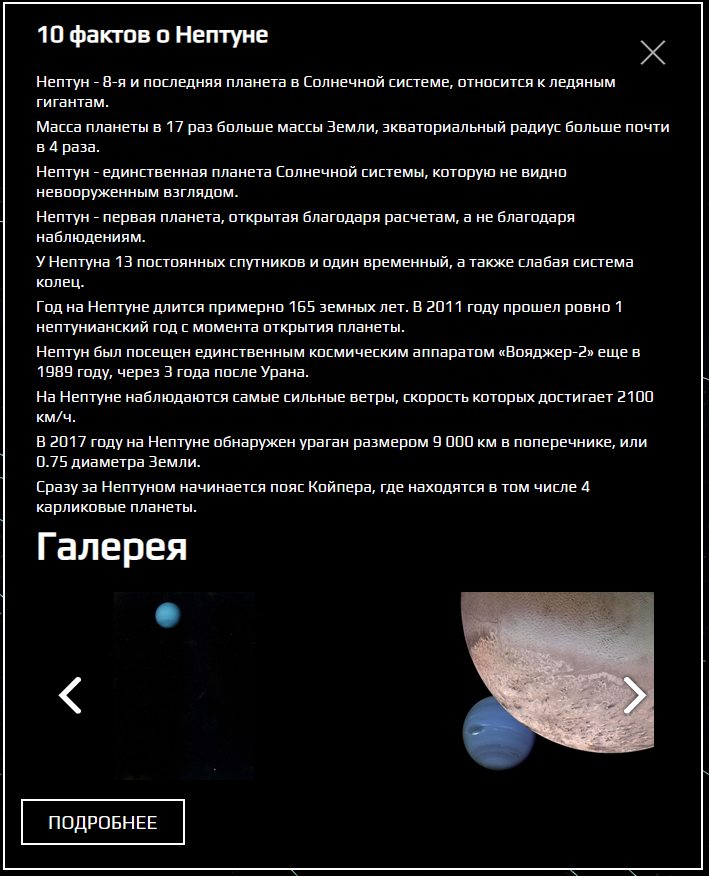 10 фактов о Нептуне
Нептун - 8-я и последняя планета в Солнечной системе, относится к ледяным
гигантам.
Масса планеты в 17 раз больше массы Земли, экваториальный радиус больше почти
в 4 раза.
Нептун - единственная планета Солнечной системы, которую не видно
невооруженным взглядом.
Нептун - первая планета, открытая благодаря расчетам, а не благодаря
наблюдениям.
У Нептуна 13 постоянных спутников и один временный, а также слабая система
колец.
Год на Нептуне длится примерно 165 земных лет. В 2011 году прошел ровно 1
нептунианский год с момента открытия планеты.
Нептун был посещен единственным космическим аппаратом «Вояджер-2» еще в
1989 году, через 3 года после Урана.
На Нептуне наблюдаются самые сильные ветры, скорость которых достигает 2100
км/ч.
В 2017 году на Нептуне обнаружен ураган размером 9 000 км в поперечнике, или
0.75 диаметра Земли.
Сразу за Нептуном начинается пояс Койпера, где находятся в том числе 4
карликовые планеты.
Галерея
ПОДРОБНЕЕ